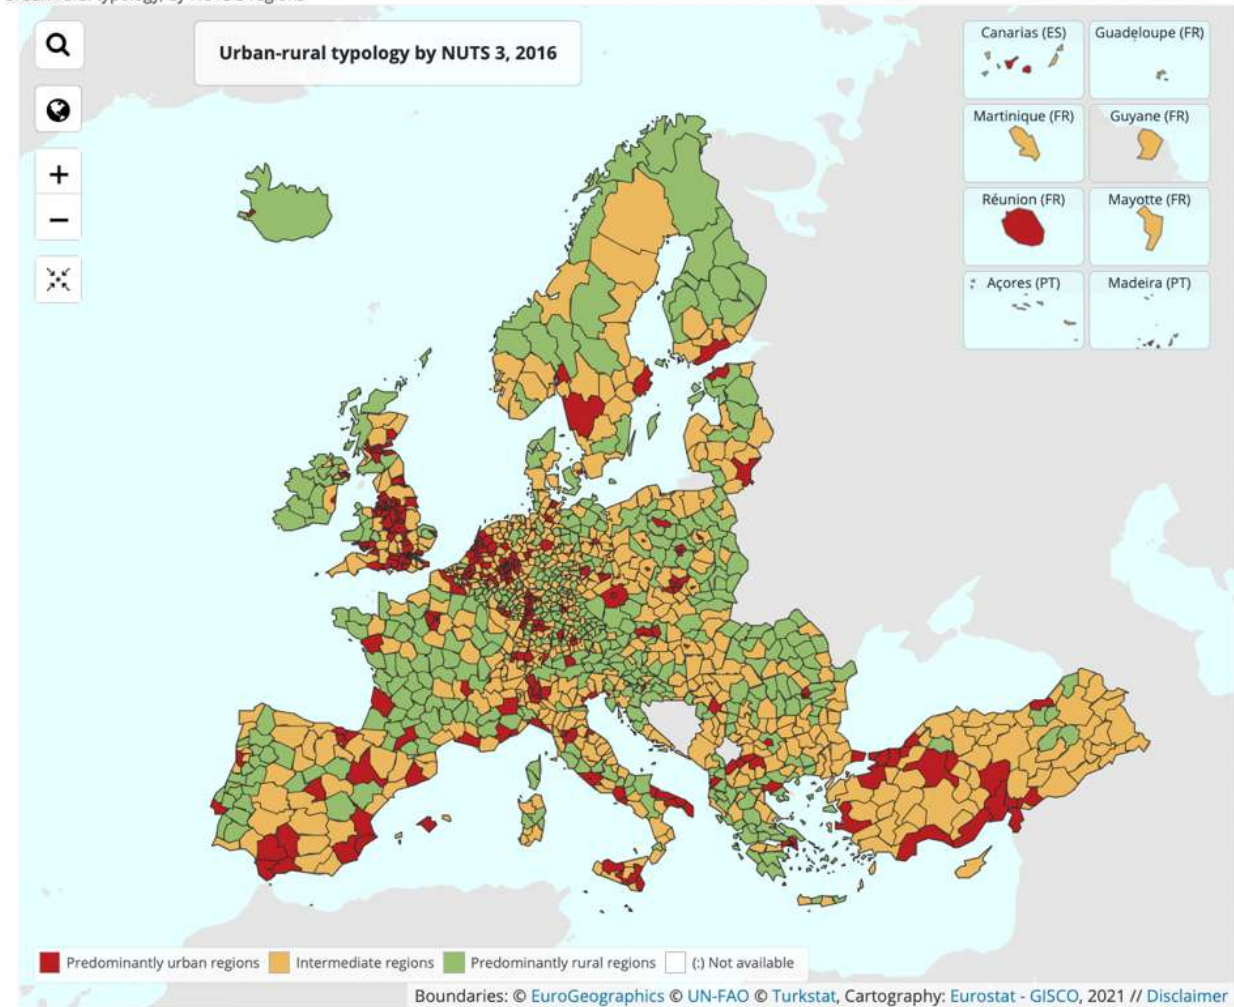 Urban-rural typology by NUTS 3, 2016
Canarias (ES)
Guadeloupe (FR)
Martinique (FR)
Guyane (FR)
Réunion (FR)
Mayotte (FR)
Açores (PT)
Madeira (PT)
+
−
Predominantly urban regions
Intermediate regions
Predominantly rural regions
(:) Not available
Boundaries: © EuroGeographics © UN-FAO © Turkstat, Cartography: Eurostat - GISCO, 2021 // Disclaimer